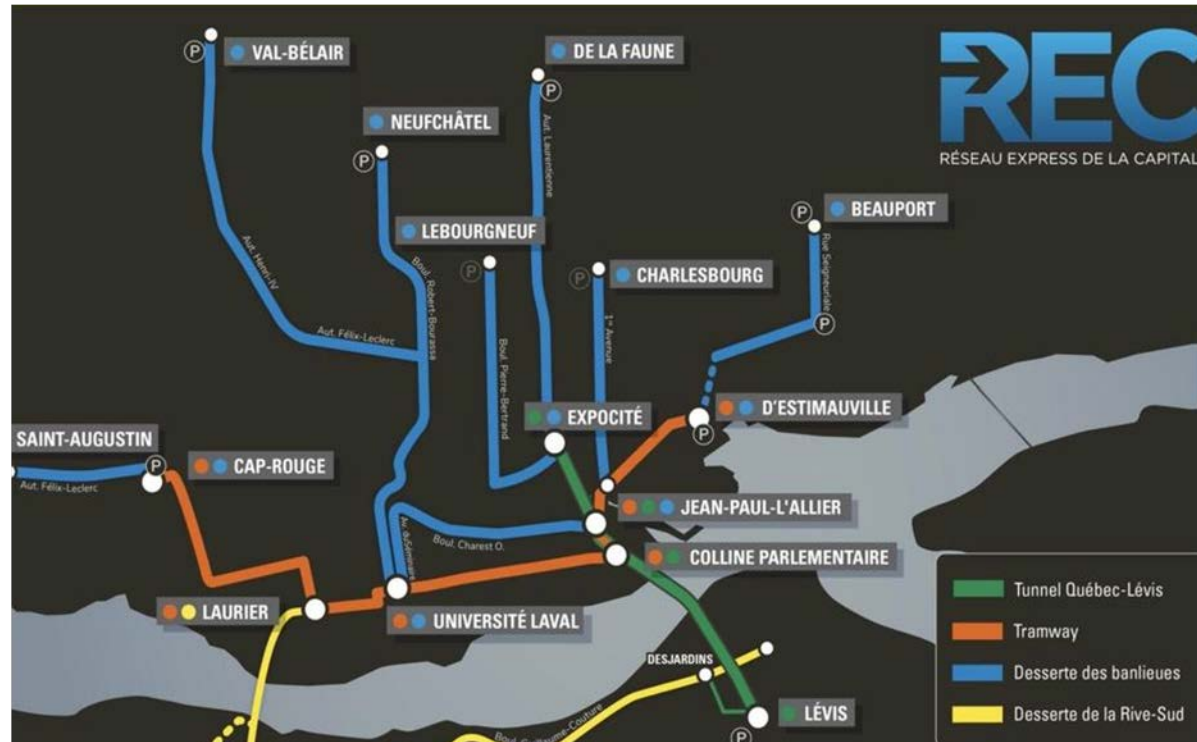 VAL-BÉLAIR
DE LA FAUNE
NEUFCHÂTEL
REC
RÉSEAU EXPRESS DE LA CAPITAL
BEAUPORT
LEBOURGNEUF
CHARLESBOURG
Aut. Laurentienne
Rue Seigneuriale
Aut. Henri-IV
Aut. Félix-Leclerc
Boul. Robert-Bourassa
Boul. Pierre-Bertrand
1re Avenue
EXPOCITÉ
D'ESTIMAUVILLE
SAINT-AUGUSTIN
CAP-ROUGE
Aut. Félix-Leclerc
JEAN-PAUL-L'ALLIER
Boul. Charest O.
COLLINE PARLEMENTAIRE
LAURIER
UNIVERSITÉ LAVAL
DESJARDINS
LÉVIS
Tunnel Québec-Lévis
Tramway
Desserte des banlieues
Desserte de la Rive-Sud
P
P
P
P
P
P
P
P
P
P